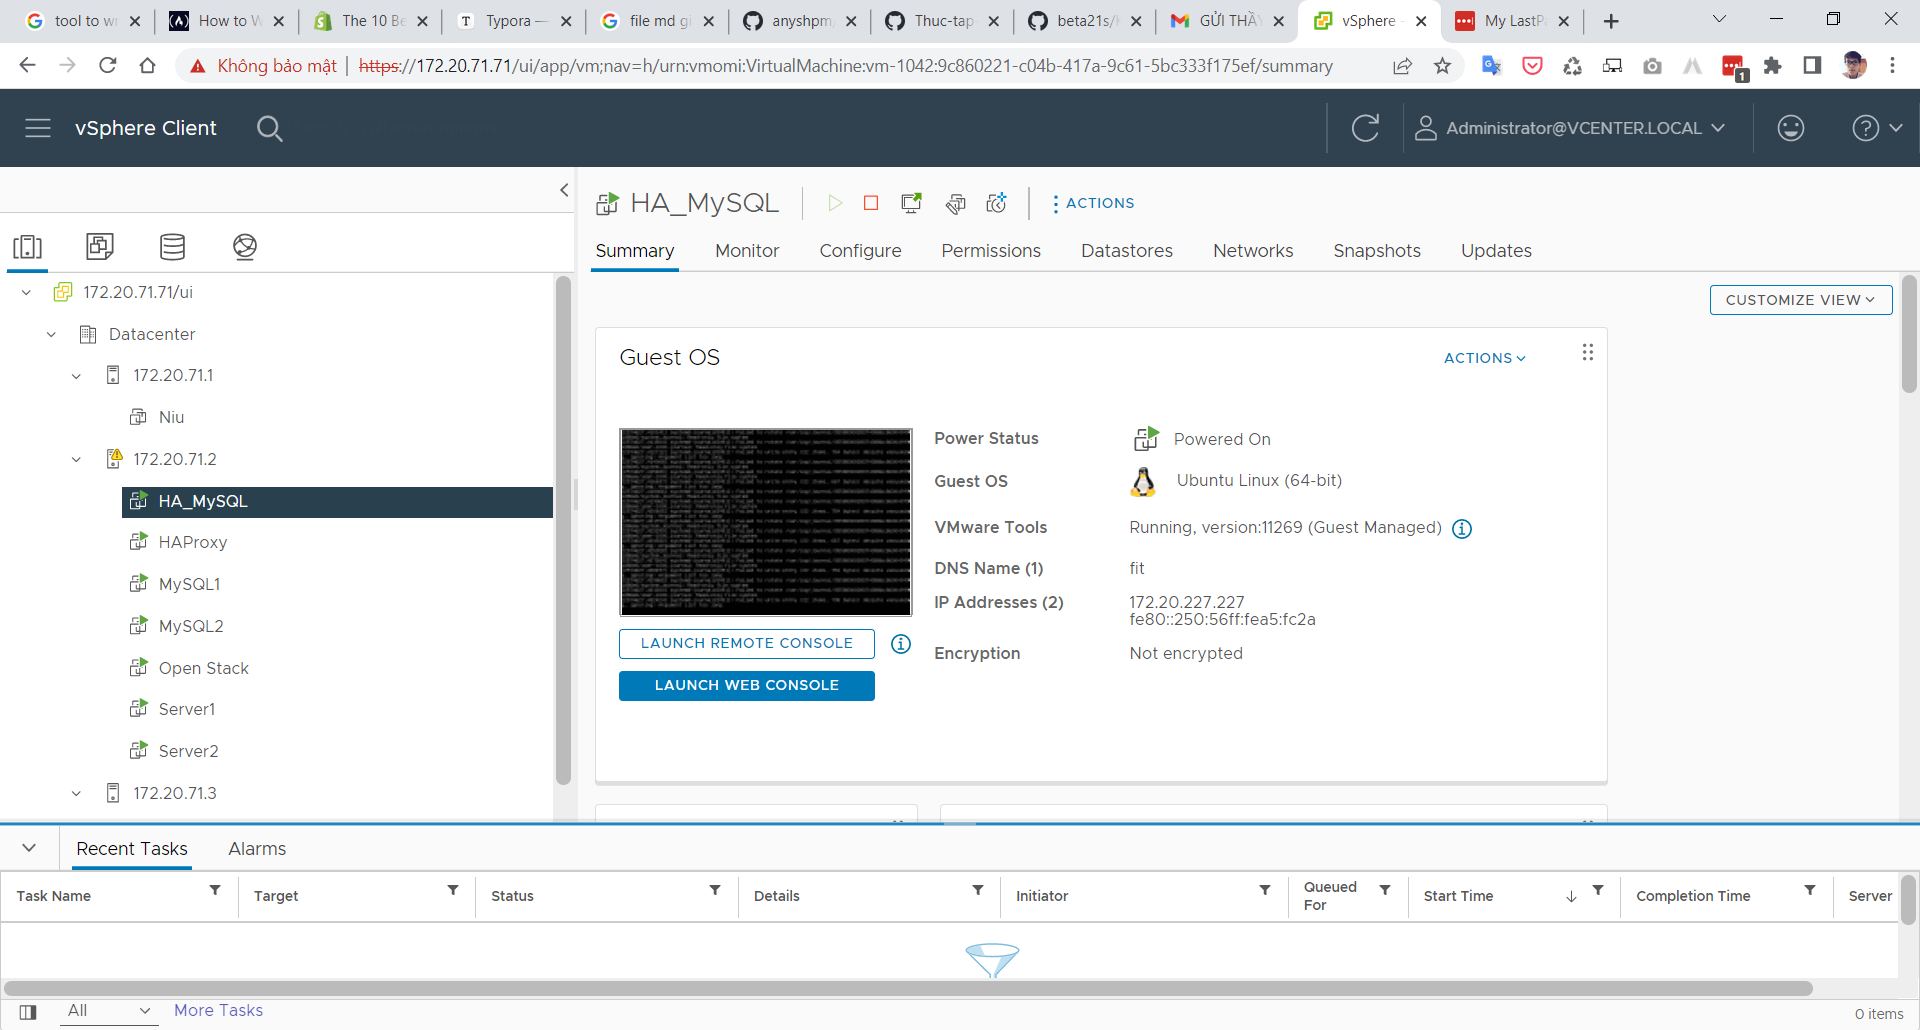 tool to wr
How to W
The 10 Be
Typora —
file md gi
anyshpm,
Thuc-tap
beta21s/
GỬI THẦY
vSphere -
My LastP
Không bảo mật
https://172.20.71.71/ui/app/vm;nav=h/urn:vmomi:VirtualMachine:vm-1042:9c860221-c04b-417a-9c61-5bc333f175ef/summary
1
vSphere Client
Administrator@VCENTER.LOCAL
HA_MySQL
ACTIONS
Summary
Monitor
Configure
Permissions
Datastores
Networks
Snapshots
Updates
172.20.71.71/ui
Datacenter
172.20.71.1
Niu
172.20.71.2
HA_MySQL
HAProxy
MySQL1
MySQL2
Open Stack
Server1
Server2
172.20.71.3
CUSTOMIZE VIEW
Guest OS
ACTIONS
Power Status
Powered On
Guest OS
Ubuntu Linux (64-bit)
VMware Tools
Running, version:11269 (Guest Managed)
DNS Name (1)
fit
IP Addresses (2)
172.20.227.227
fe80::250:56ff:fea5:fc2a
Encryption
Not encrypted
LAUNCH REMOTE CONSOLE
LAUNCH WEB CONSOLE
Recent Tasks
Alarms
Task Name
Target
Status
Details
Initiator
Queued
For
Start Time
Completion Time
Server
All
More Tasks
0 items